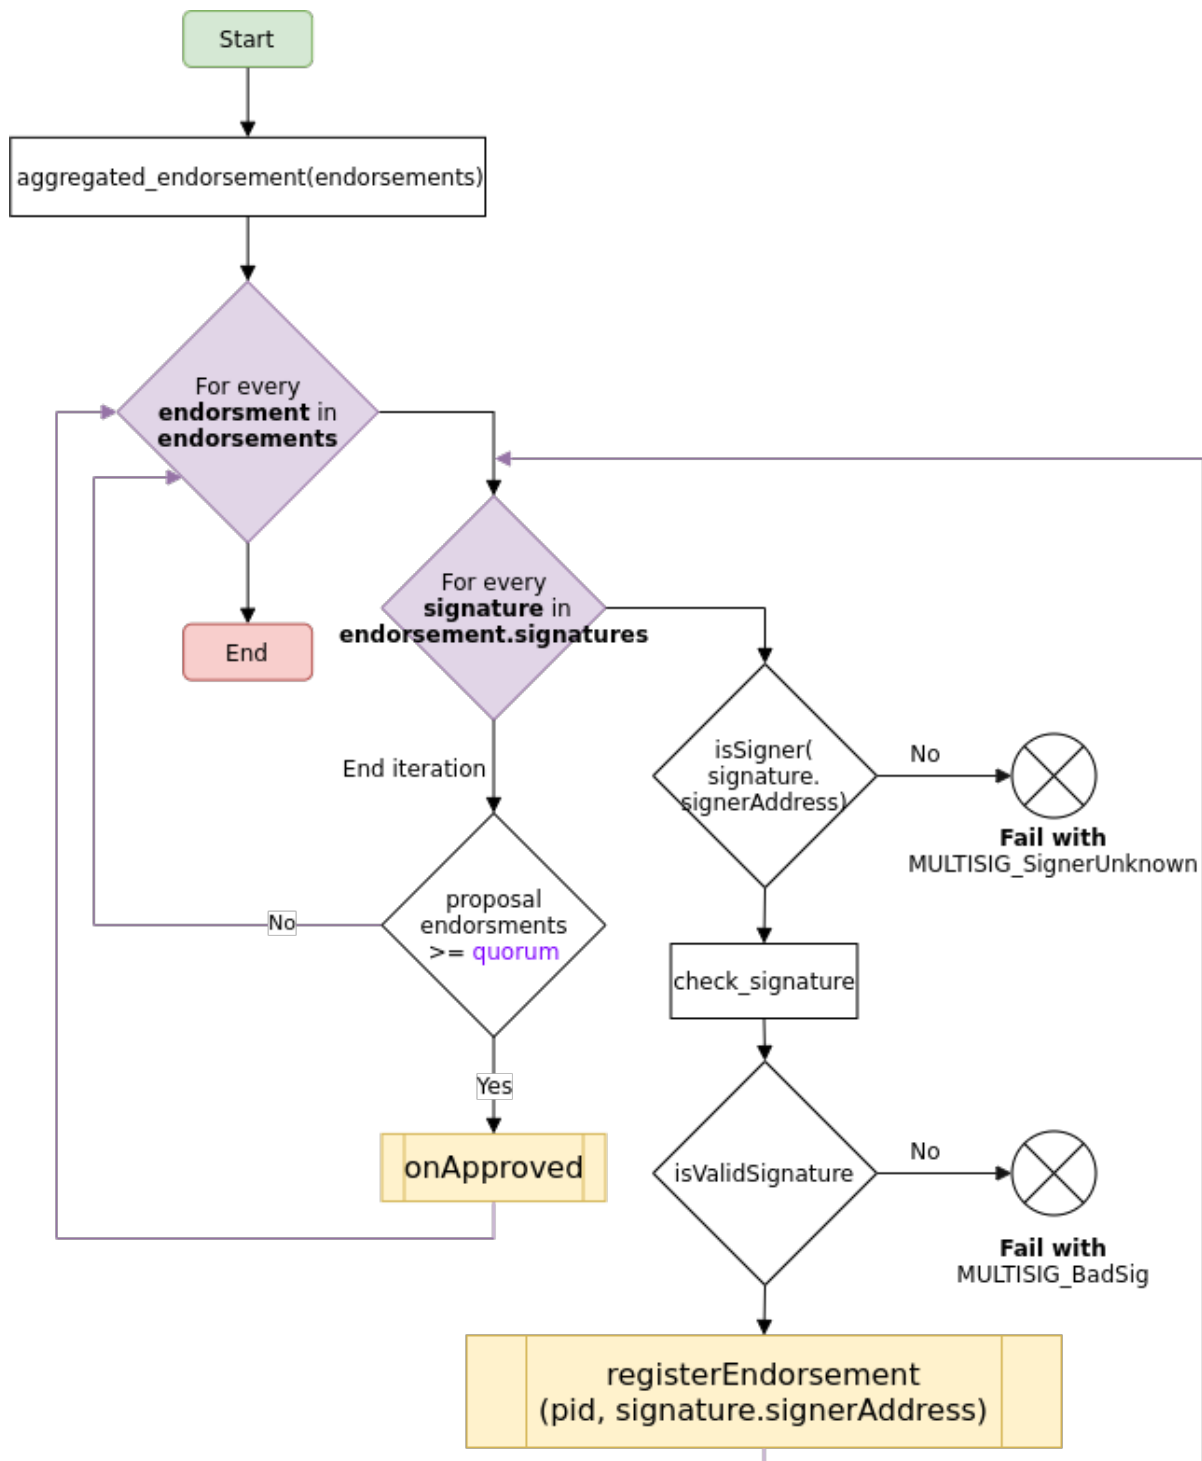 Start
aggregated_endorsement(endorsements)
For every
endorsment in
endorsements
For every
signature in
endorsement.signatures
End
End iteration
isSigner(
signature.
signerAddress)
No
Fail with
MULTISIG_SignerUnknown
proposal
endorsments
>= quorum
No
check_signature
Yes
onApproved
isValidSignature
No
Fail with
MULTISIG_BadSig
registerEndorsement
(pid, signature.signerAddress)